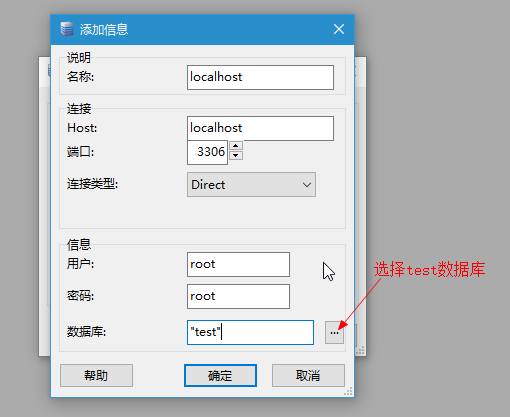 添加信息
说明
名称: localhost
连接
Host: localhost
端口: 3306
连接类型: Direct
信息
用户: root
密码: root
数据库: "test" ...
选择test数据库
帮助 确定 取消